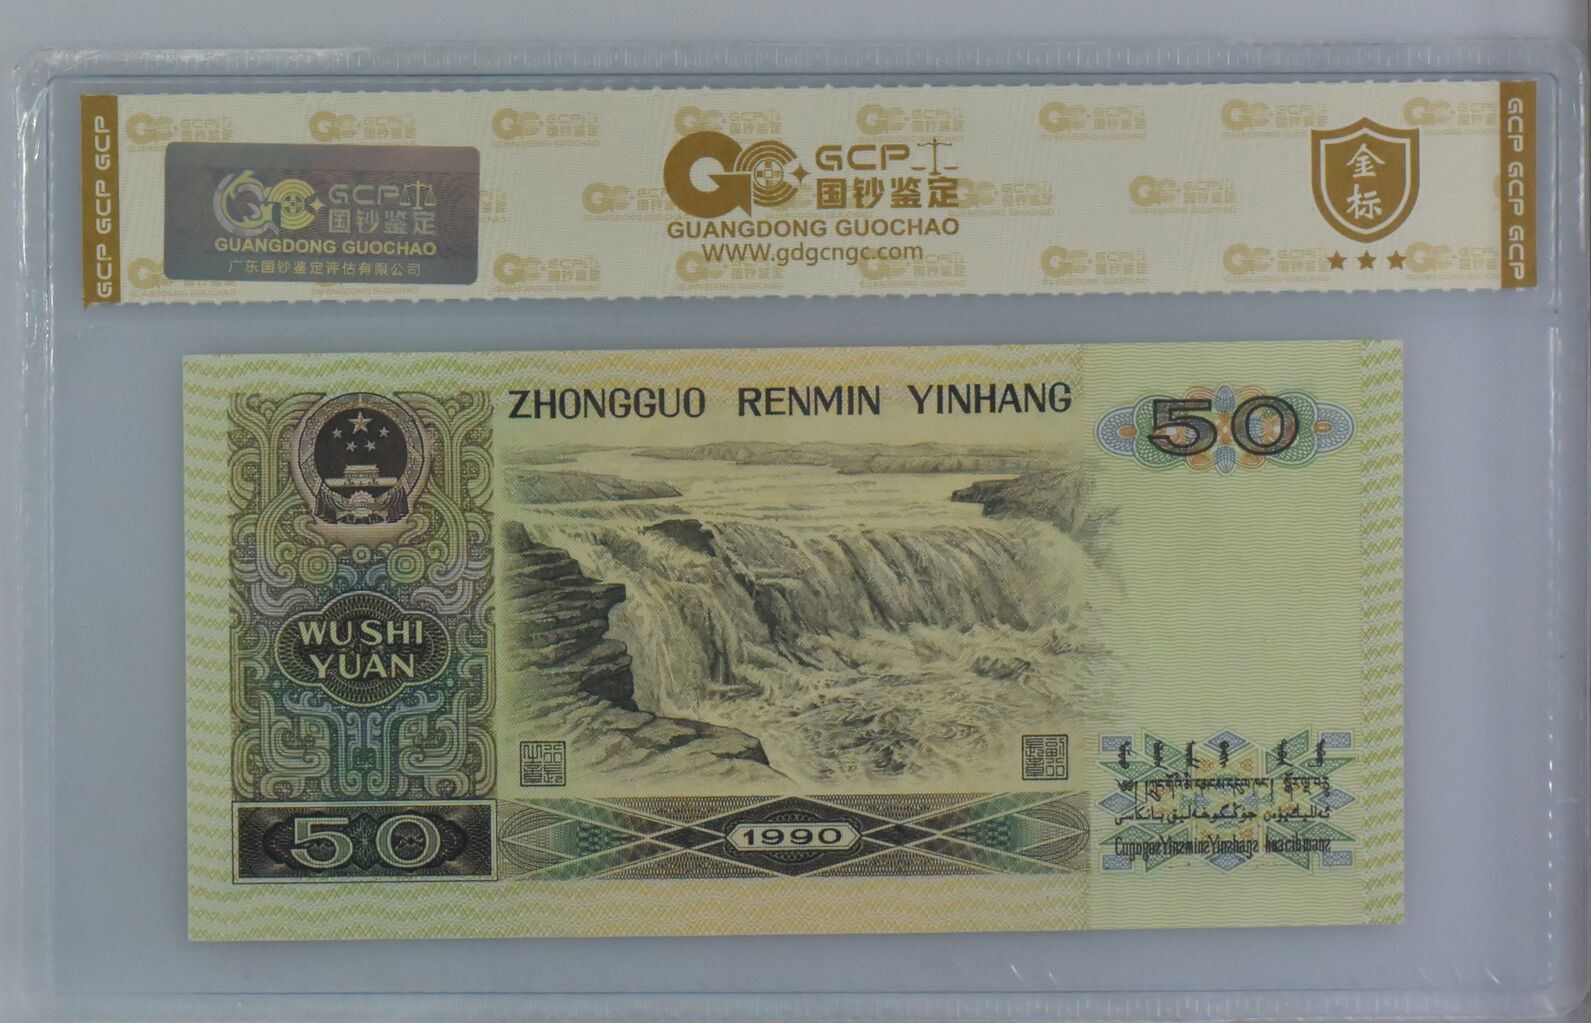 GCP GCP GCP
GCP
国钞鉴定
GUANGDONG GUOCHAO
广东国钞鉴定评估有限公司
GCP
国钞鉴定
GUANGDONG GUOCHAO
WWW.gdgcngc.com
金标
GCP GCP GCP
ZHONGGUO RENMIN YINHANG
50
WU SHI
YUAN
50
1990